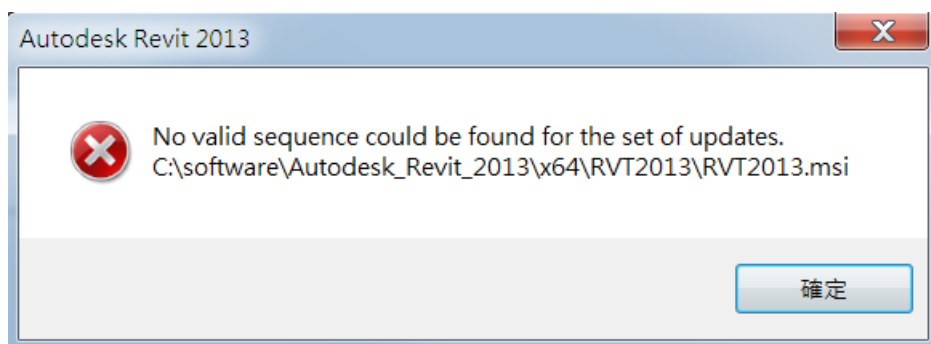 Autodesk Revit 2013
No valid sequence could be found for the set of updates.
C:\software\Autodesk_Revit_2013\x64\RVT2013\RVT2013.msi
確定